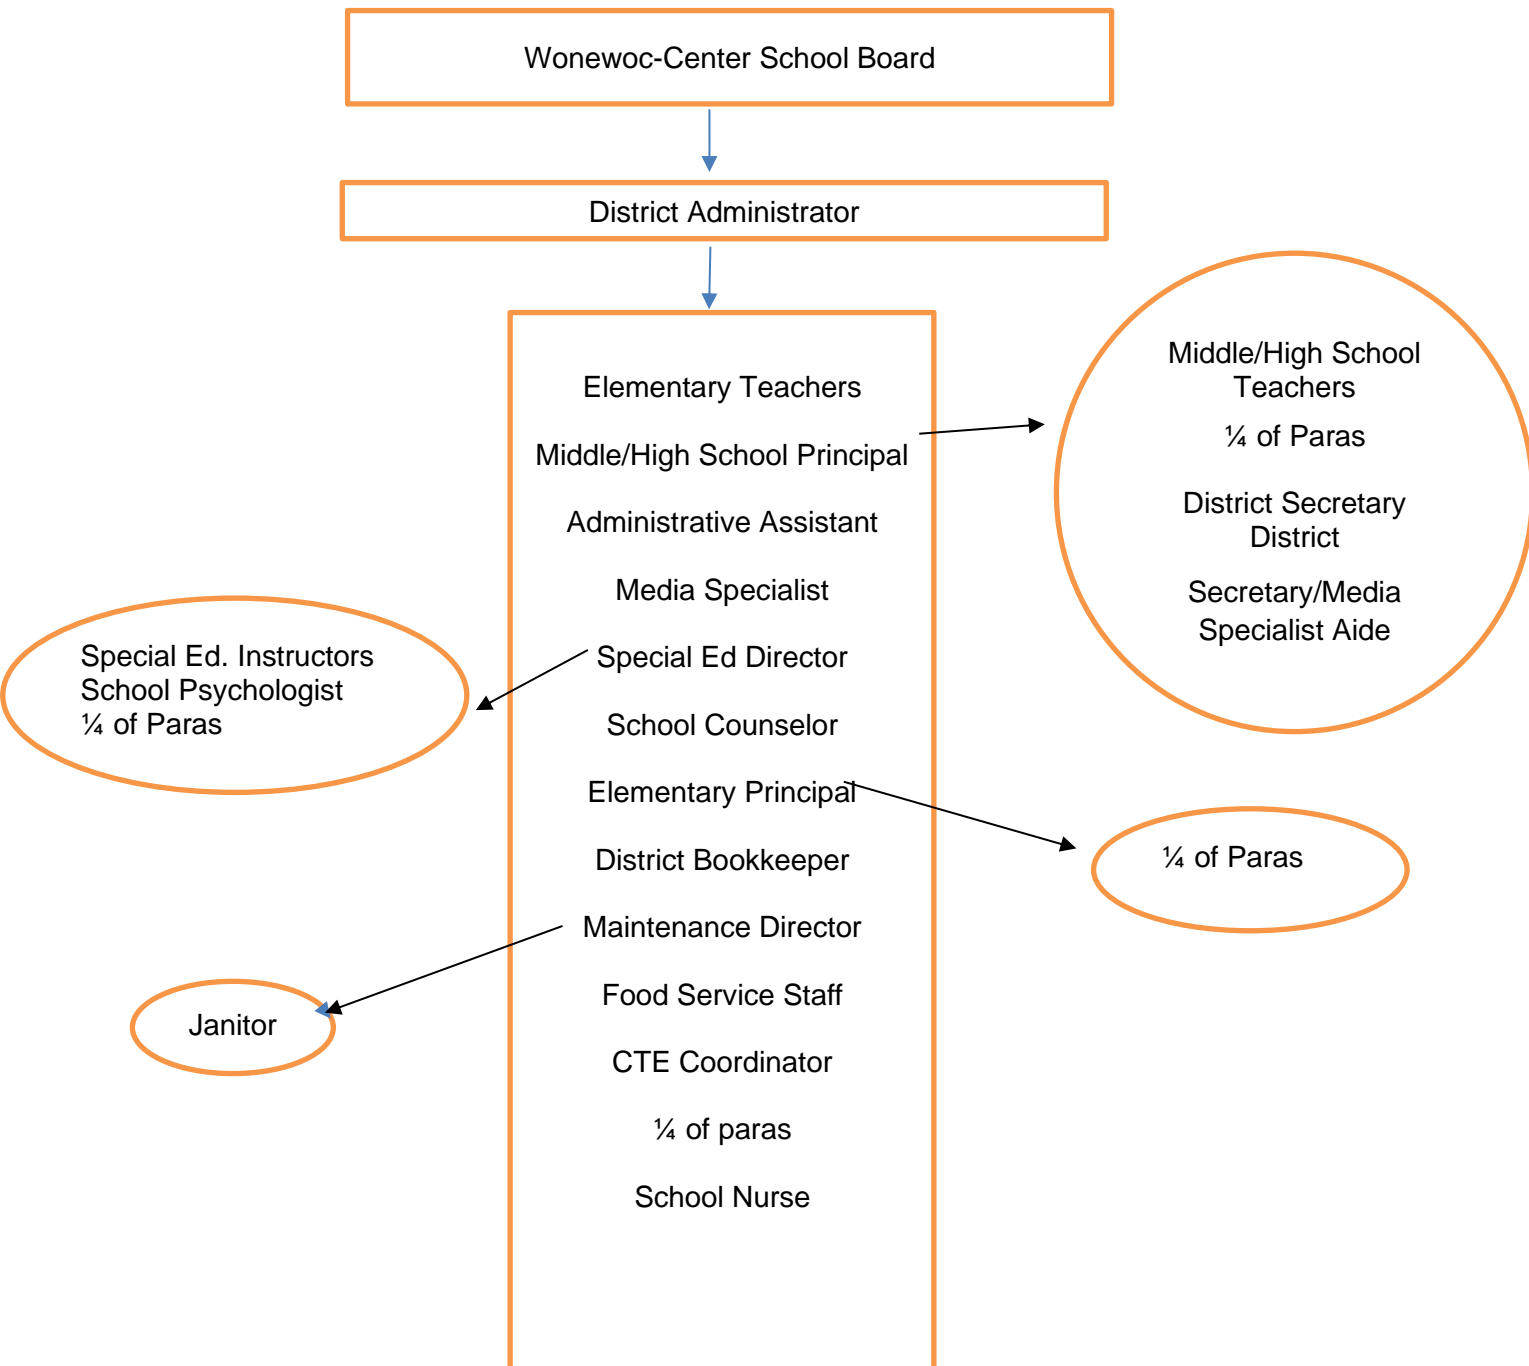 Wonewoc-Center School Board
District Administrator
Elementary Teachers
Middle/High School Principal
Administrative Assistant
Media Specialist
Special Ed Director
School Counselor
Elementary Principal
District Bookkeeper
Maintenance Director
Food Service Staff
CTE Coordinator
¼ of paras
School Nurse
Middle/High School
Teachers
¼ of Paras
District Secretary
District
Secretary/Media
Specialist Aide
Special Ed. Instructors
School Psychologist
¼ of Paras
¼ of Paras
Janitor